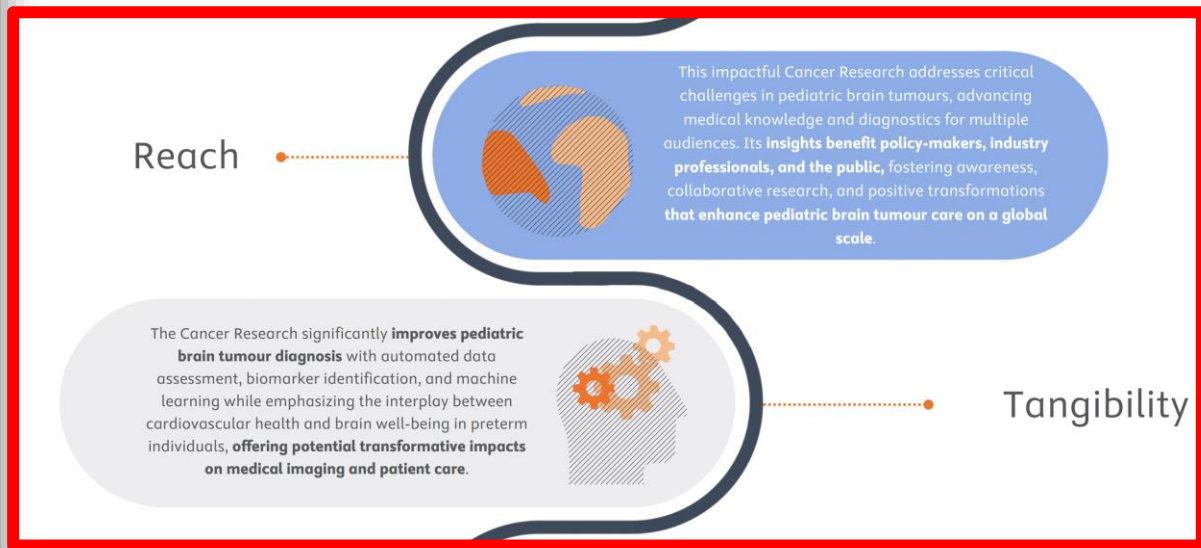 Reach
This impactful Cancer Research addresses critical
challenges in pediatric brain tumours, advancing
medical knowledge and diagnostics for multiple
audiences. Its insights benefit policy-makers, industry
professionals, and the public, fostering awareness,
collaborative research, and positive transformations
that enhance pediatric brain tumour care on a global
scale.
The Cancer Research significantly improves pediatric
brain tumour diagnosis with automated data
assessment, biomarker identification, and machine
learning while emphasizing the interplay between
cardiovascular health and brain well-being in preterm
individuals, offering potential transformative impacts
on medical imaging and patient care.
Tangibility